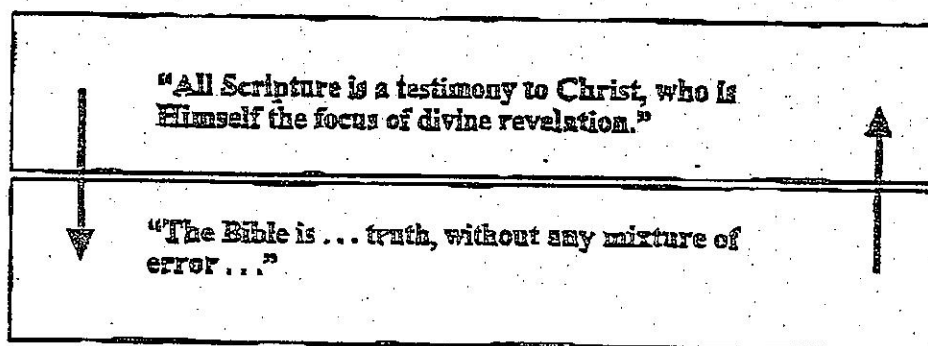 “All Scripture is a testimony to Christ, who is
Himself the focus of divine revelation.”
“The Bible is . . . truth, without any mixture of
error . . .”